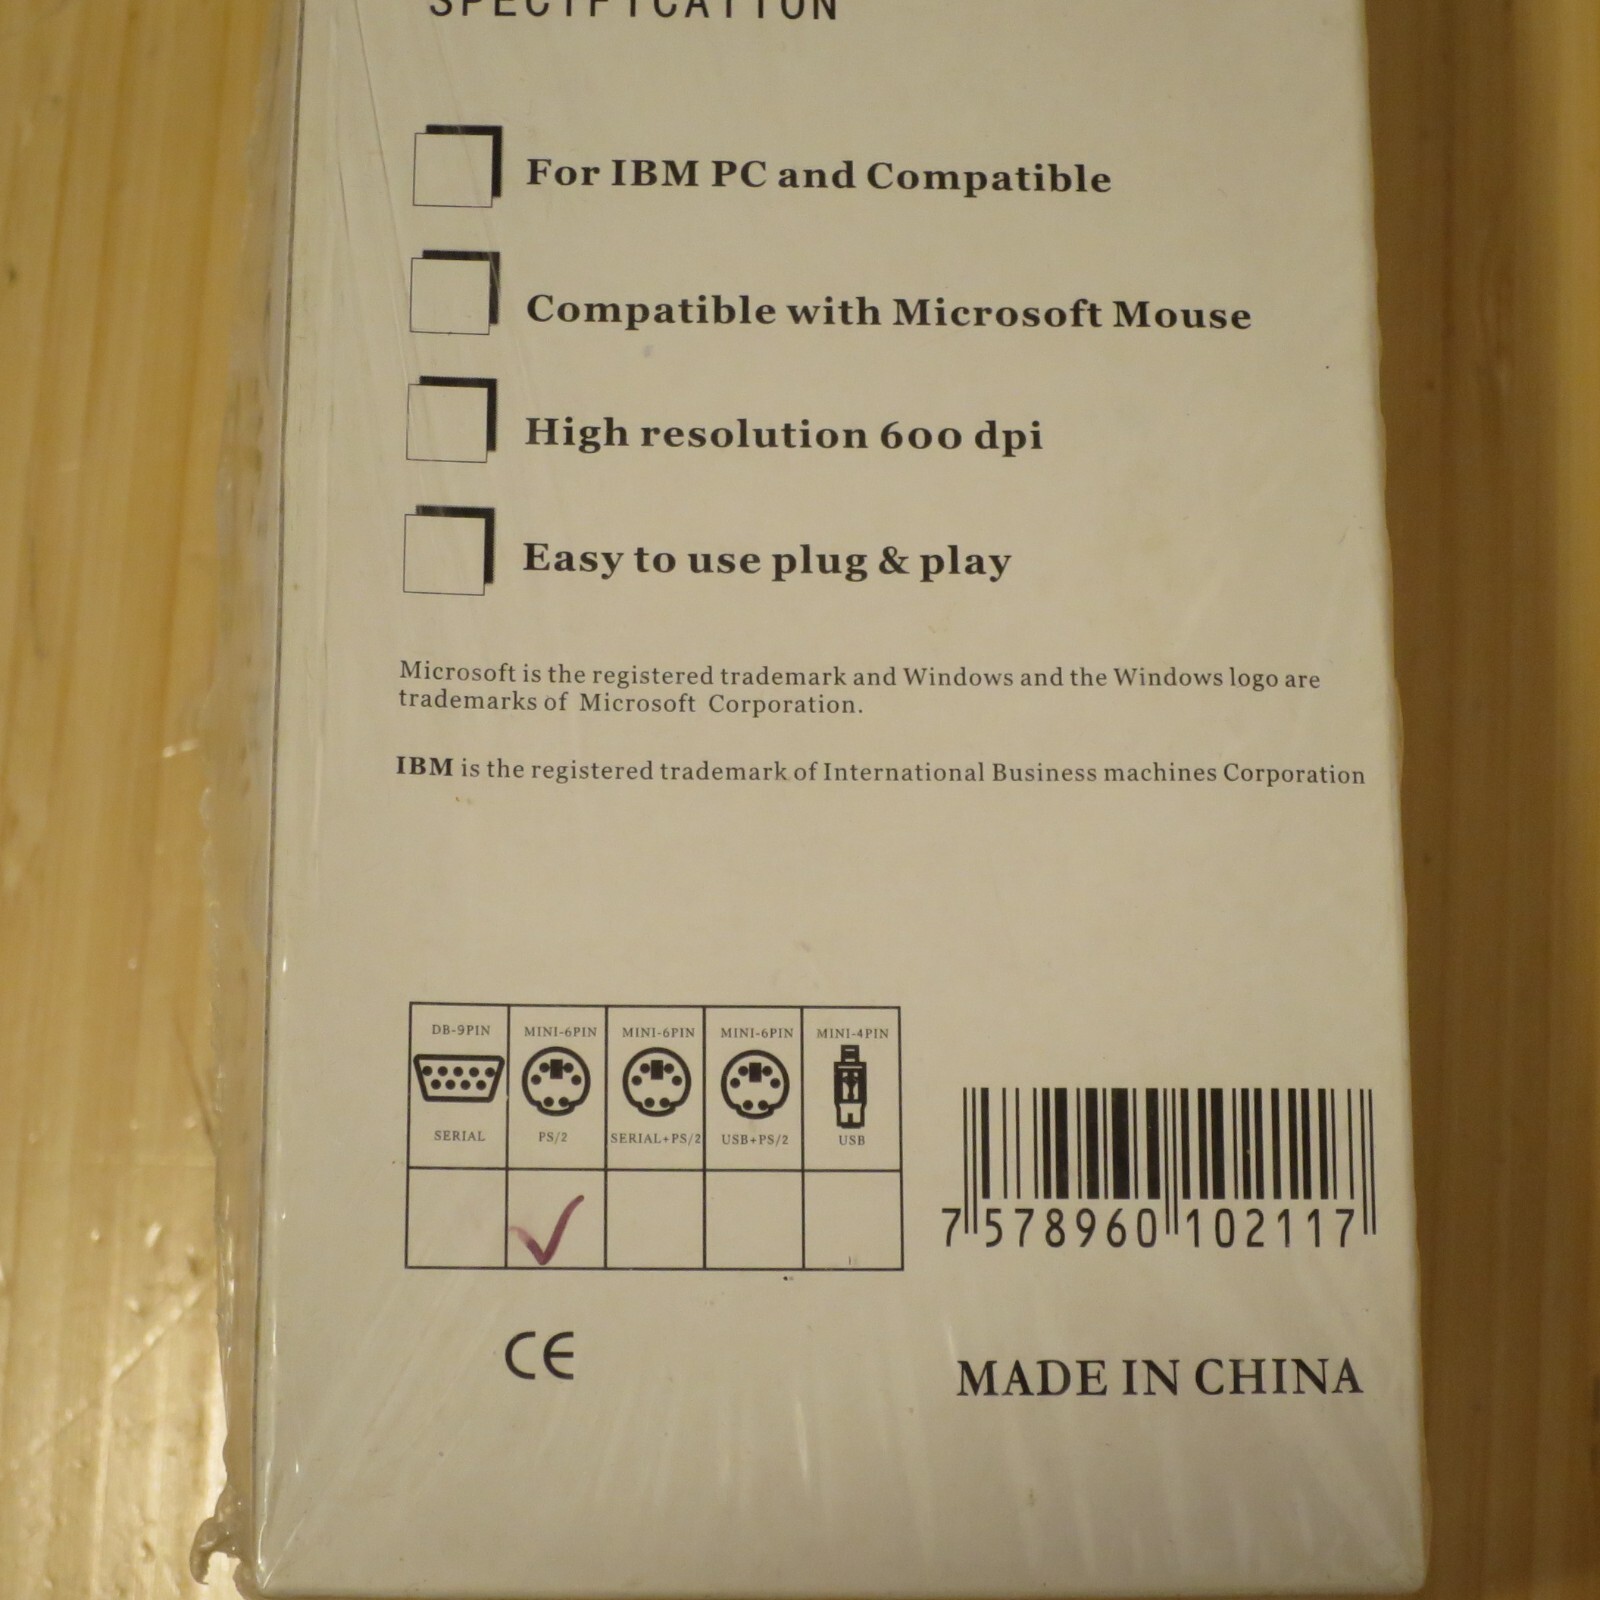 SPECIFICATION
For IBM PC and Compatible
Compatible with Microsoft Mouse
High resolution 600 dpi
Easy to use plug & play
Microsoft is the registered trademark and Windows and the Windows logo are
trademarks of Microsoft Corporation.
IBM is the registered trademark of International Business machines Corporation
DB-9PIN MINI-6PIN MINI-6PIN MINI-6PIN MINI-4PIN
SERIAL PS/2 SERIAL+PS/2 USB+PS/2 USB
7 578960 102117
CE
MADE IN CHINA